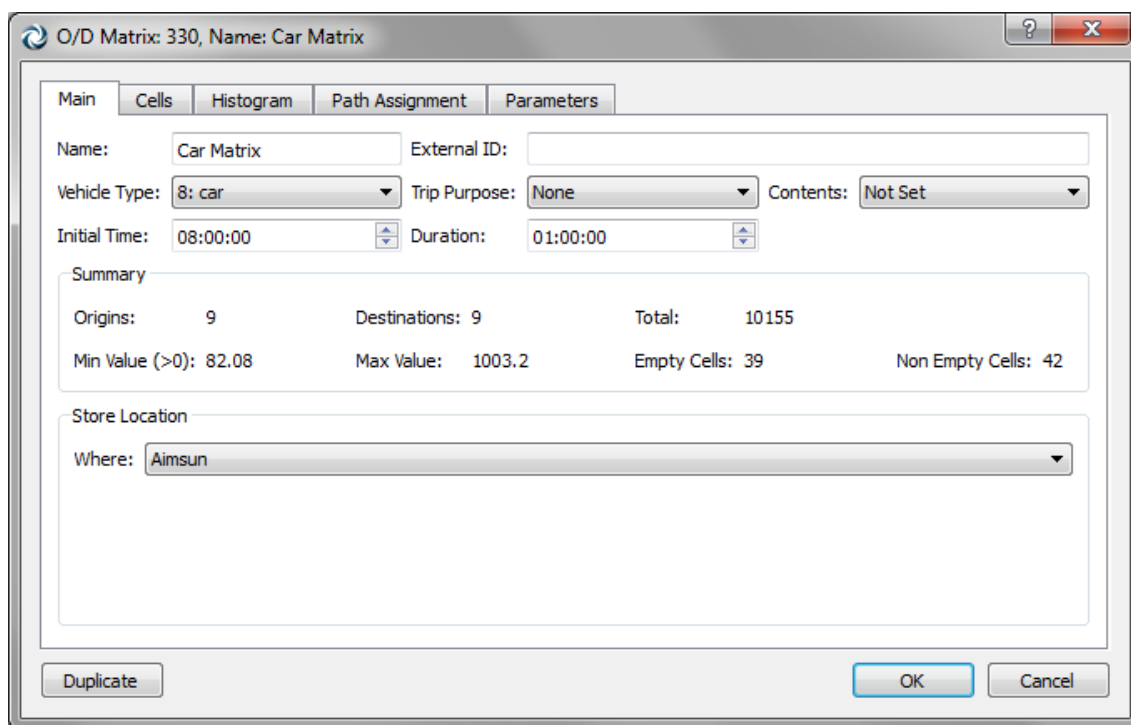 O/D Matrix: 330, Name: Car Matrix
?
Main Cells Histogram Path Assignment Parameters
Name: Car Matrix External ID:
Vehicle Type: 8: car Trip Purpose: None Contents: Not Set
Initial Time: 08:00:00 Duration: 01:00:00
Summary
Origins: 9 Destinations: 9 Total: 10155
Min Value (>0): 82.08 Max Value: 1003.2 Empty Cells: 39 Non Empty Cells: 42
Store Location
Where: Aimsun
Duplicate OK Cancel